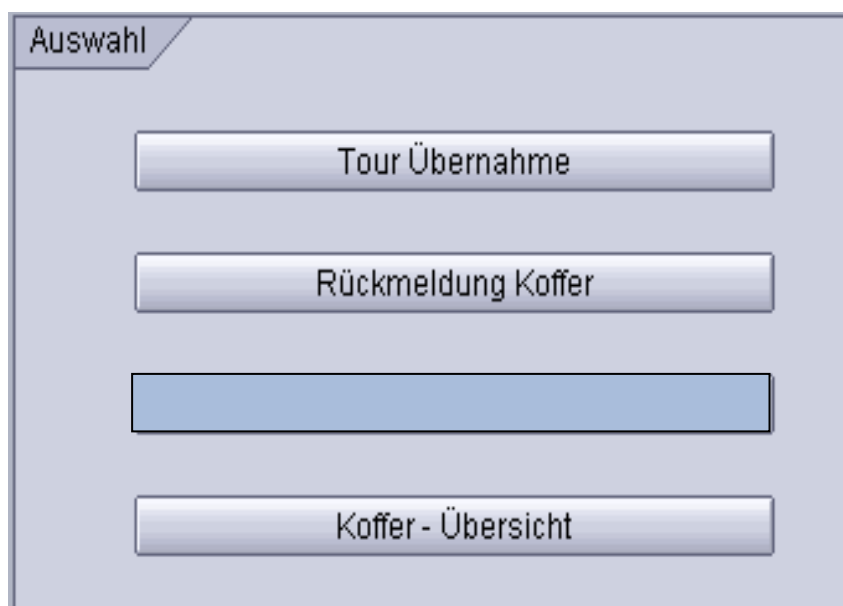 Auswahl
Tour Übernahme
Rückmeldung Koffer
Koffer - Übersicht